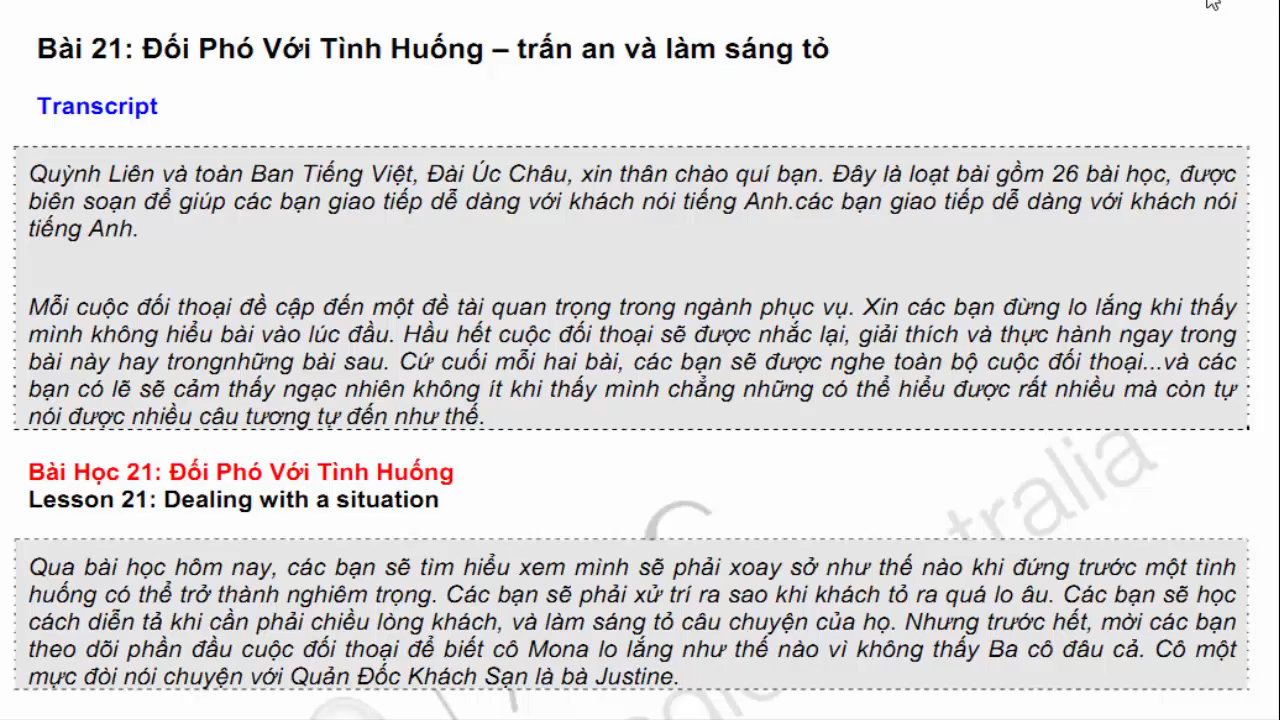 Bài 21: Đối Phó Với Tình Huống – trấn an và làm sáng tỏ
Transcript
Quỳnh Liên và toàn Ban Tiếng Việt, Đài Úc Châu, xin thân chào quí bạn. Đây là loạt bài gồm 26 bài học, được
biên soạn để giúp các bạn giao tiếp dễ dàng với khách nói tiếng Anh.các bạn giao tiếp dễ dàng với khách nói
tiếng Anh.
Mỗi cuộc đối thoại đề cập đến một đề tài quan trọng trong ngành phục vụ. Xin các bạn đừng lo lắng khi thấy
mình không hiểu bài vào lúc đầu. Hầu hết cuộc đối thoại sẽ được nhắc lại, giải thích và thực hành ngay trong
bài này hay trongnhững bài sau. Cứ cuối mỗi hai bài, các bạn sẽ được nghe toàn bộ cuộc đối thoại...và các
bạn có lẽ sẽ cảm thấy ngạc nhiên không ít khi thấy mình chẳng những có thể hiểu được rất nhiều mà còn tự
nói được nhiều câu tương tự đến như thế.
Bài Học 21: Đối Phó Với Tình Huống
Lesson 21: Dealing with a situation
Qua bài học hôm nay, các bạn sẽ tìm hiểu xem mình sẽ phải xoay sở như thế nào khi đứng trước một tình
huống có thể trở thành nghiêm trọng. Các bạn sẽ phải xử trí ra sao khi khách tỏ ra quá lo âu. Các bạn sẽ học
cách diễn tả khi cần phải chiều lòng khách, và làm sáng tỏ câu chuyện của họ. Nhưng trước hết, mời các bạn
theo dõi phần đầu cuộc đối thoại để biết cô Mona lo lắng như thế nào vì không thấy Ba cô đâu cả. Cô một
mực đòi nói chuyện với Quản Đốc Khách Sạn là bà Justine.